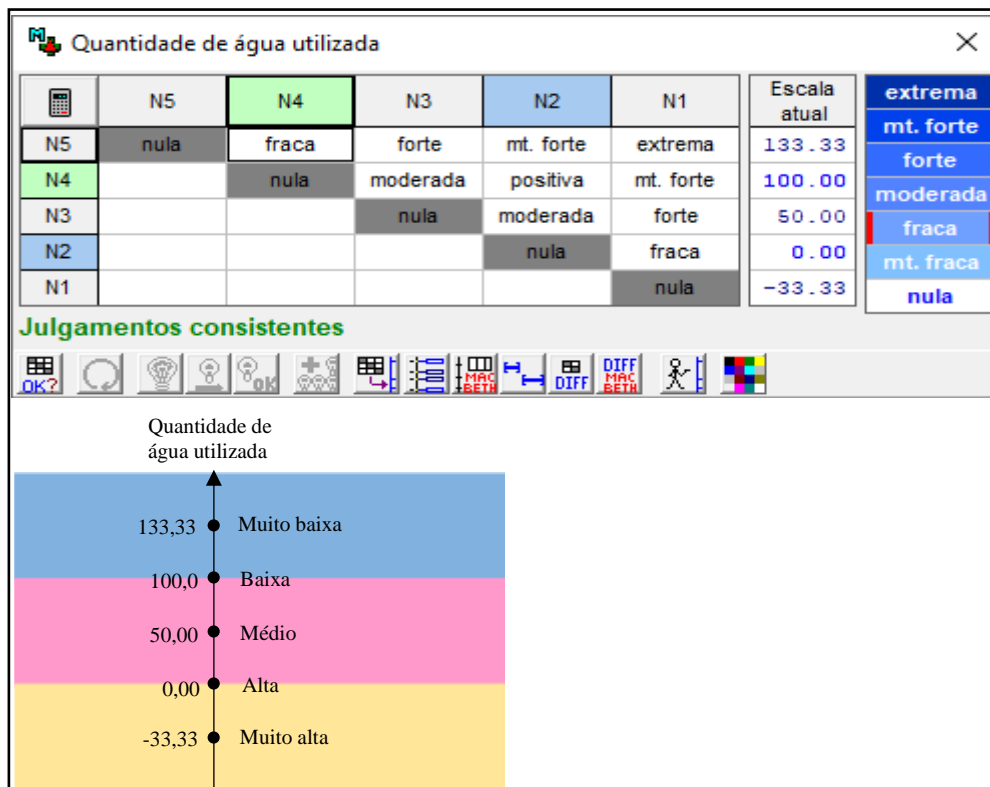 Quantidade de água utilizada
N5 N4 N3 N2 N1 Escala atual
N5 nula fraca forte mt. forte extrema 133.33
N4 nula moderada positiva mt. forte 100.00
N3 nula moderada forte 50.00
N2 nula fraca 0.00
N1 nula -33.33
extrema
mt. forte
forte
moderada
fraca
mt. fraca
nula
Julgamentos consistentes
OK? OK MAC BETH DIFF DIFF MAC BETH
Quantidade de
água utilizada
133,33 Muito baixa
100,0 Baixa
50,00 Médio
0,00 Alta
-33,33 Muito alta